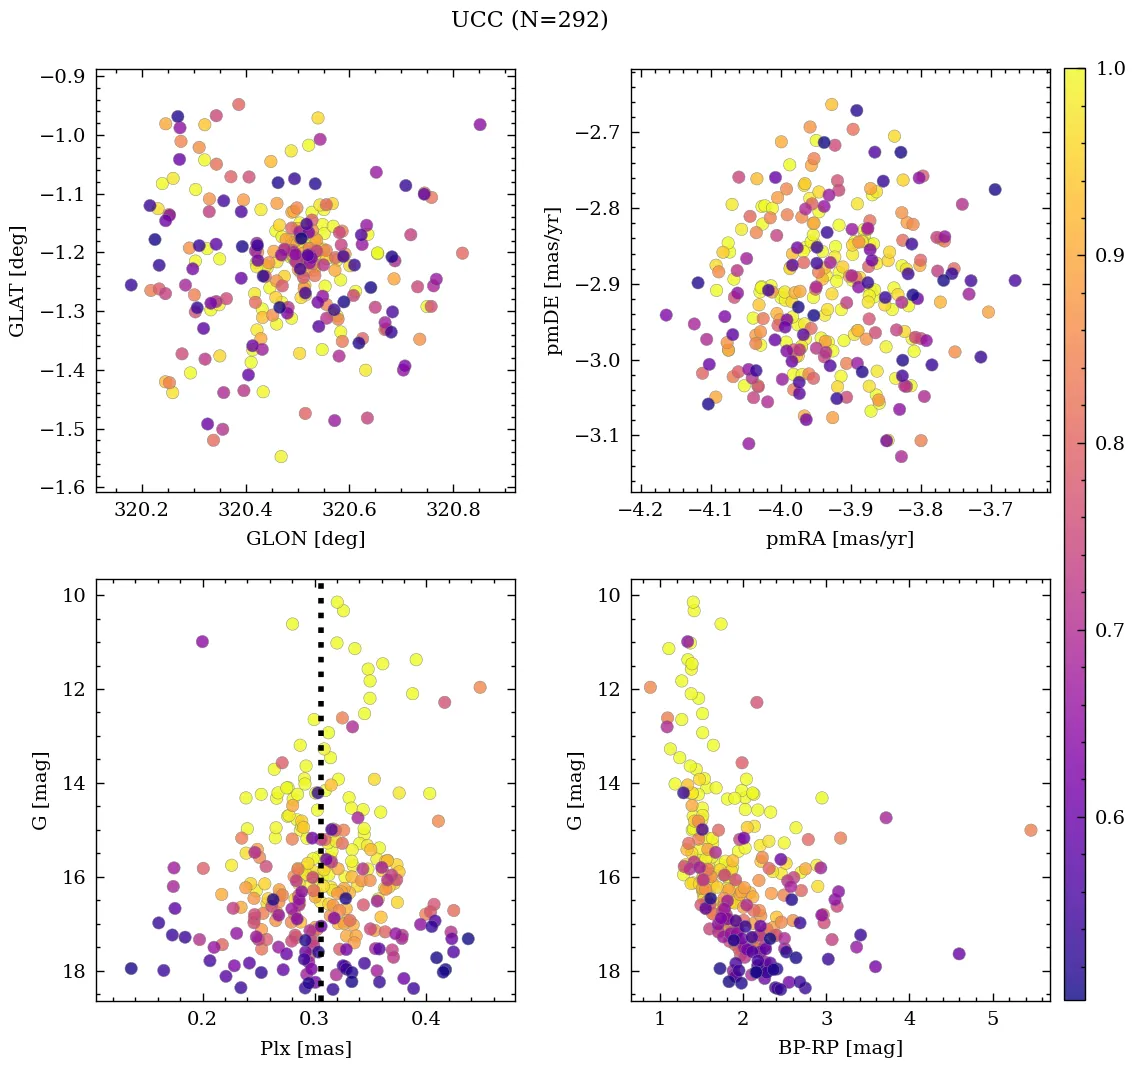 UCC (N=292)
−0.9
−1.0
−1.1
−1.2
−1.3
−1.4
−1.5
−1.6
GLAT [deg]
320.2 320.4 320.6 320.8
GLON [deg]
−2.7
−2.8
−2.9
−3.0
−3.1
pmDE [mas/yr]
−4.2 −4.1 −4.0 −3.9 −3.8 −3.7
pmRA [mas/yr]
10
12
14
16
18
G [mag]
0.2 0.3 0.4
Plx [mas]
10
12
14
16
18
G [mag]
1 2 3 4 5
BP-RP [mag]
1.0
0.9
0.8
0.7
0.6